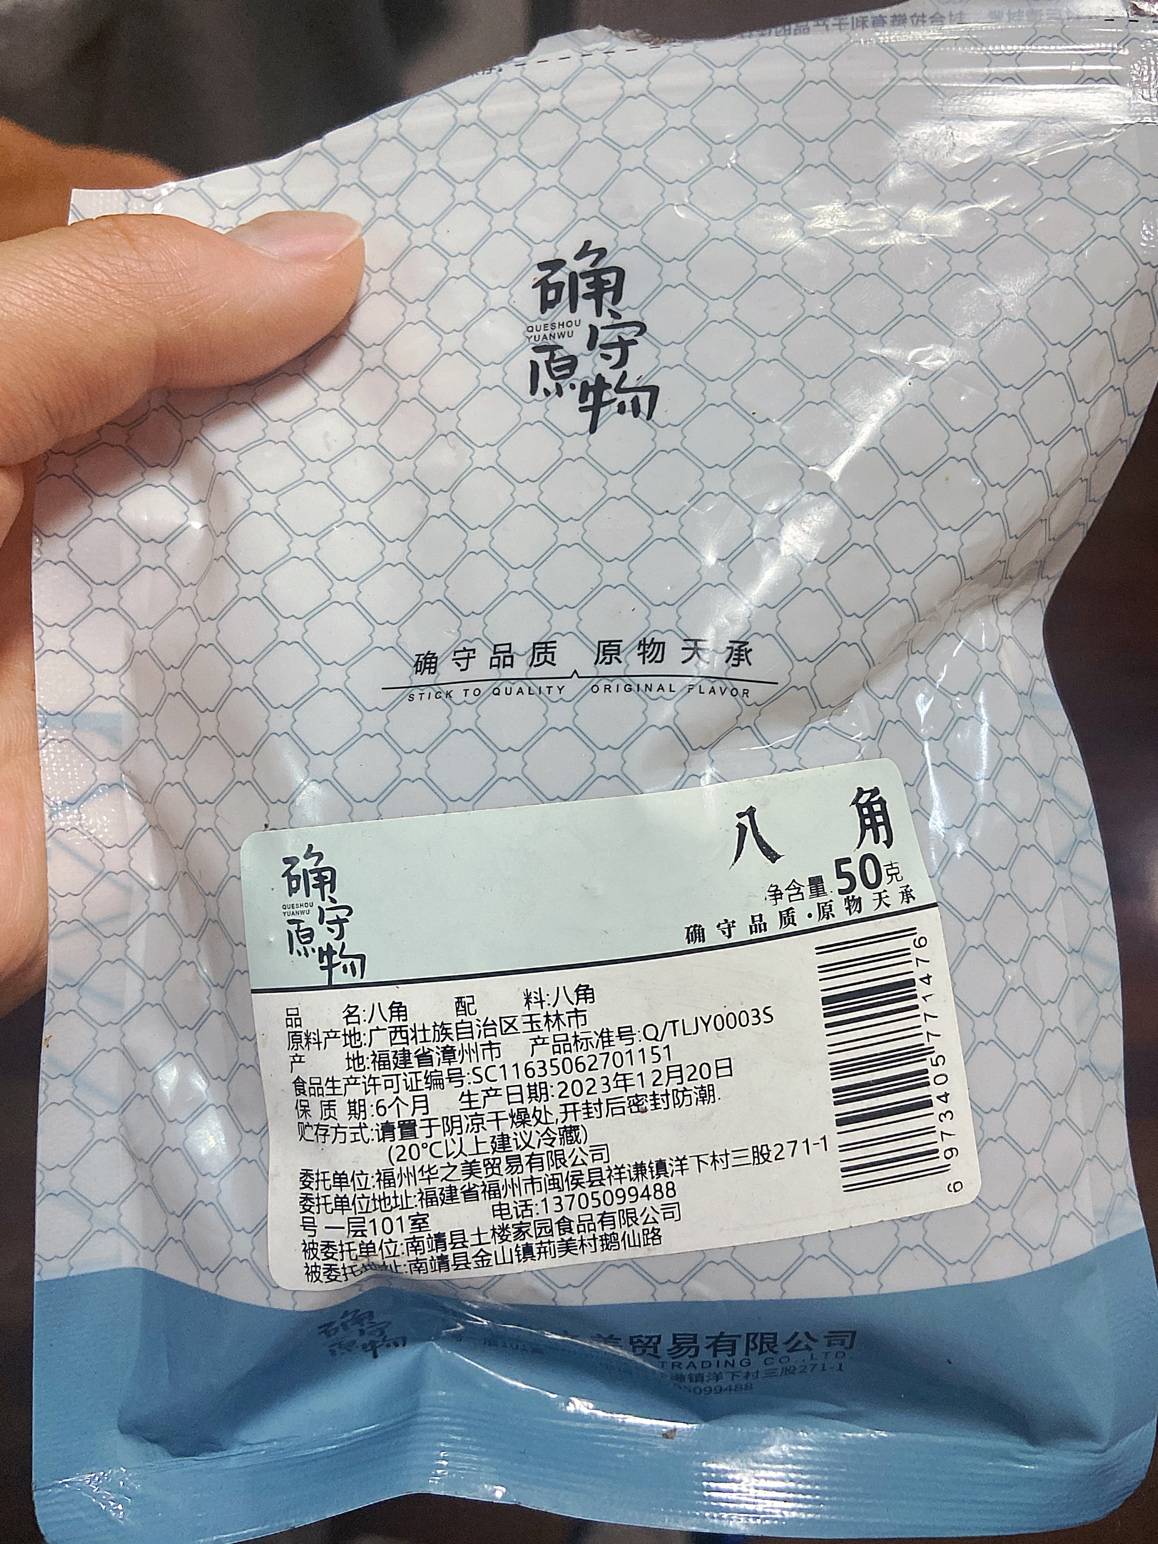 确守原物
QUESHOU
YUANWU
确守品质 原物天承
STICK TO QUALITY ORIGINAL FLAVOR
八角
净含量:50克
确守品质·原物天承
确守原物
QUESHOU
YUANWU
品 名:八角 配 料:八角
原料产地:广西壮族自治区玉林市
产 地:福建省漳州市 产品标准号:Q/TLJY0003S
食品生产许可证编号:SC11635062701151
保 质 期:6个月 生产日期:2023年12月20日
贮存方式:请置于阴凉干燥处,开封后密封防潮.
(20℃以上建议冷藏)
委托单位:福州华之美贸易有限公司
委托单位地址:福建省福州市闽侯县祥谦镇洋下村三股271-1
号一层101室 电话:13705099488
被委托单位:南靖县土楼家园食品有限公司
被委托地址:南靖县金山镇荊美村鹅仙路
6973405771476
确守原物
美贸易有限公司
TRADING CO.,LTD.
镇洋下村三股271-1
099488